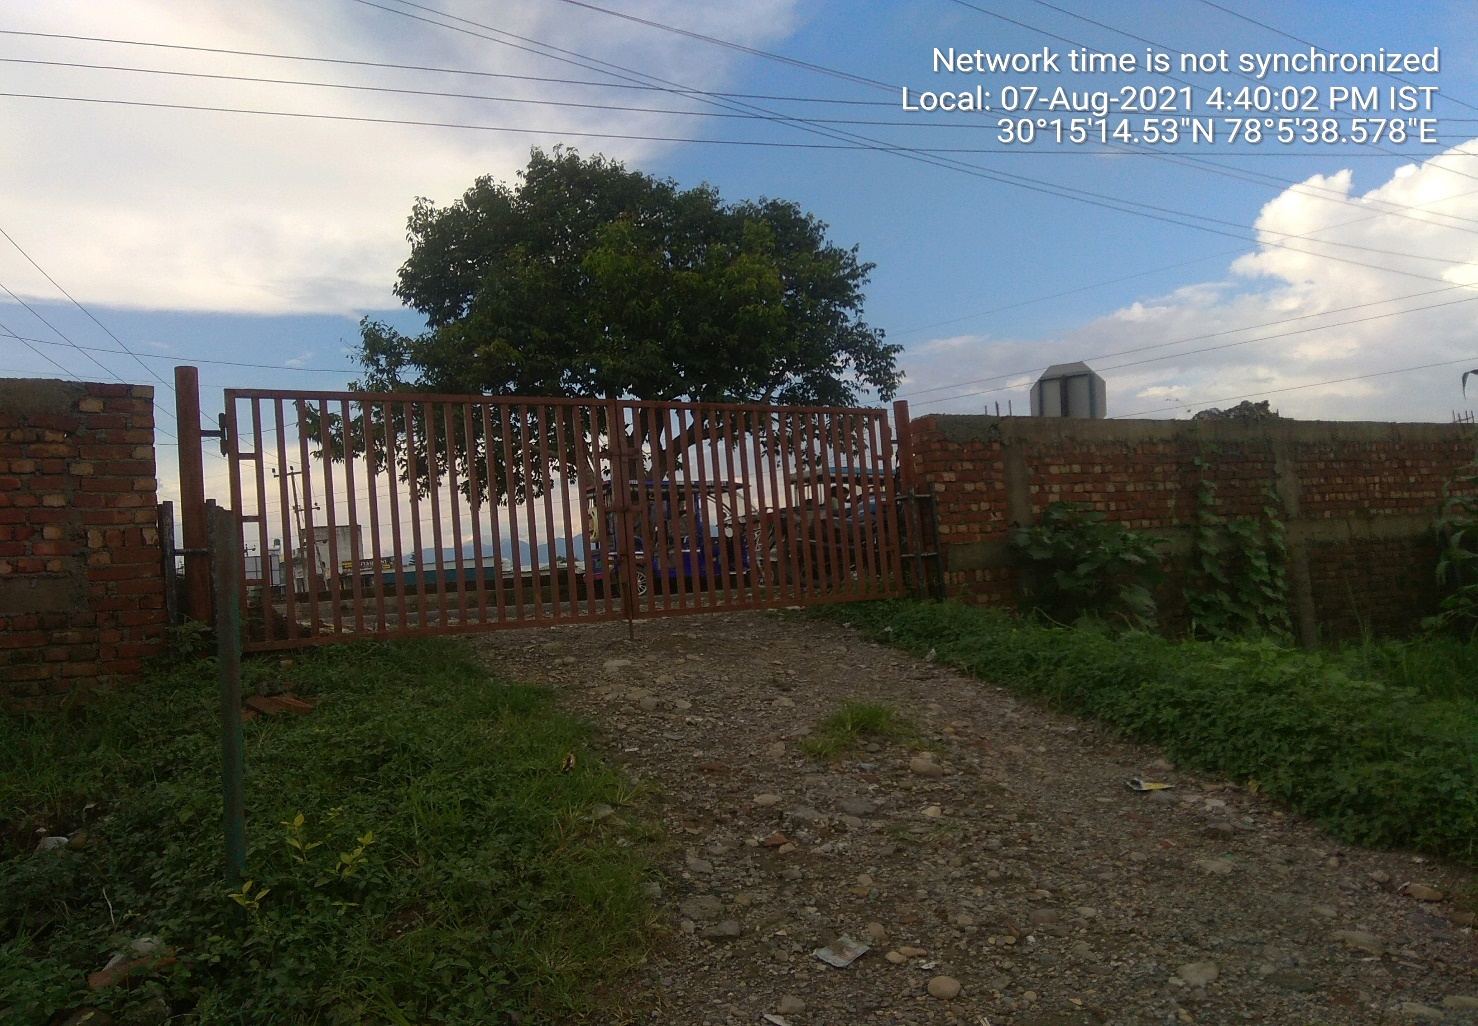 Network time is not synchronized
Local: 07-Aug-2021 4:40:02 PM IST
30°15'14.53"N 78°5'38.578"E